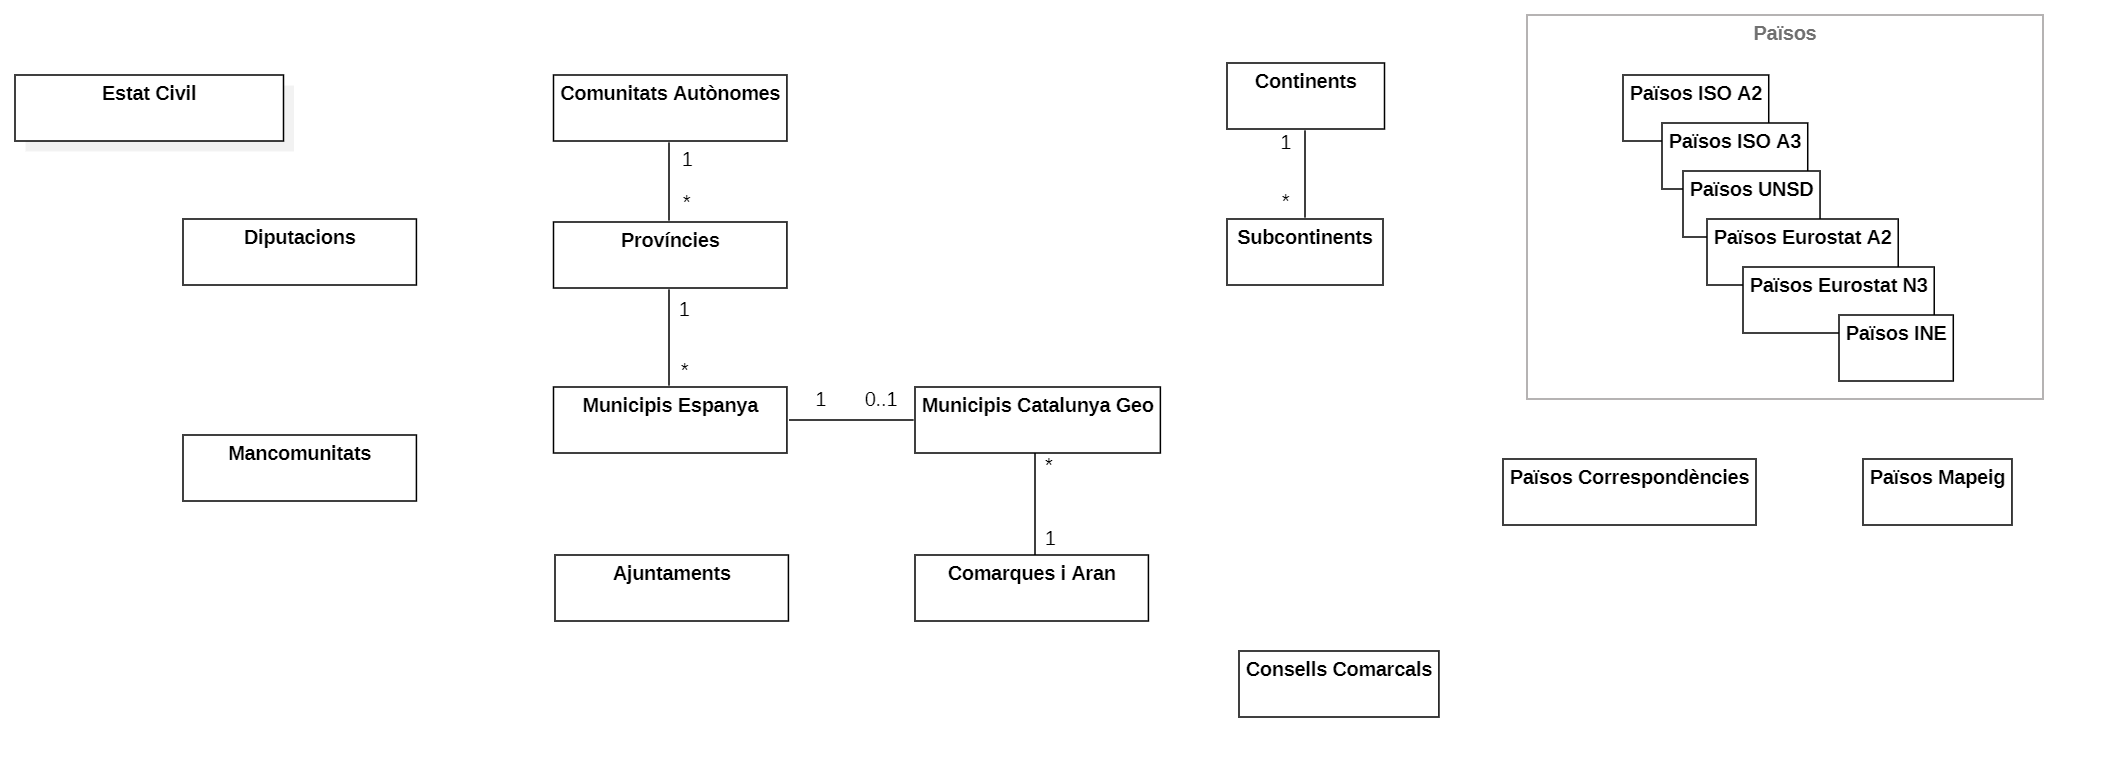 Països
Estat Civil
Comunitats Autònomes
Continents
Països ISO A2
Països ISO A3
1
1
*
*
Països UNSD
Diputacions
Províncies
Subcontinents
Països Eurostat A2
Països Eurostat N3
1
*
Països INE
Municipis Espanya
1
0..1
Municipis Catalunya Geo
Mancomunitats
*
1
Països Correspondències
Països Mapeig
Ajuntaments
Comarques i Aran
Consells Comarcals